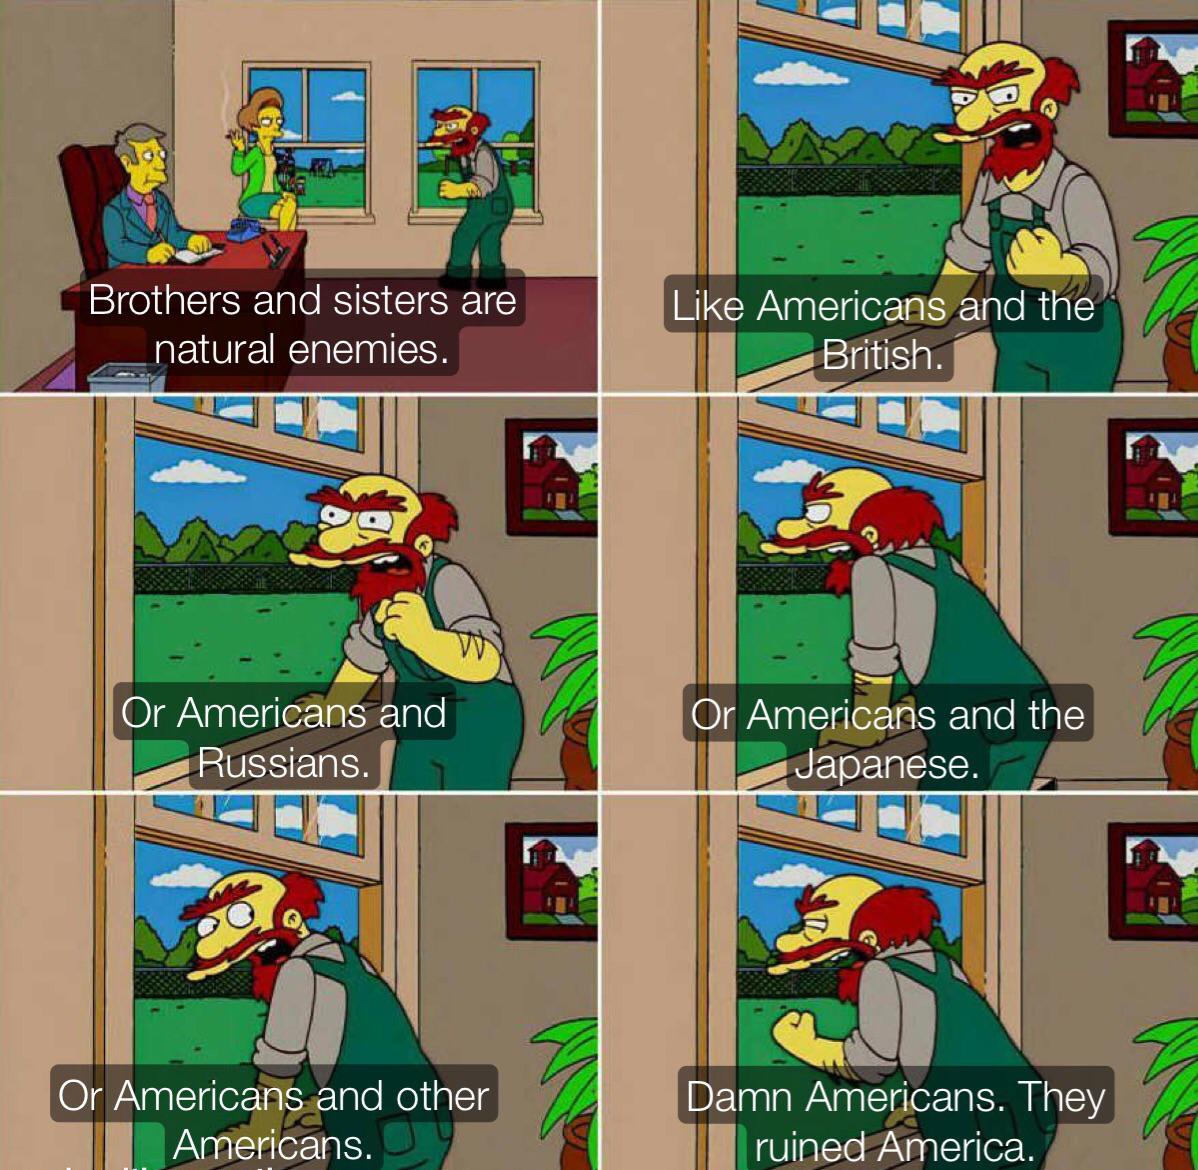 Brothers and sisters are
natural enemies.
Like Americans and the
British.
Or Americans and
Russians.
Or Americans and the
Japanese.
Or Americans and other
Americans.
Damn Americans. They
ruined America.